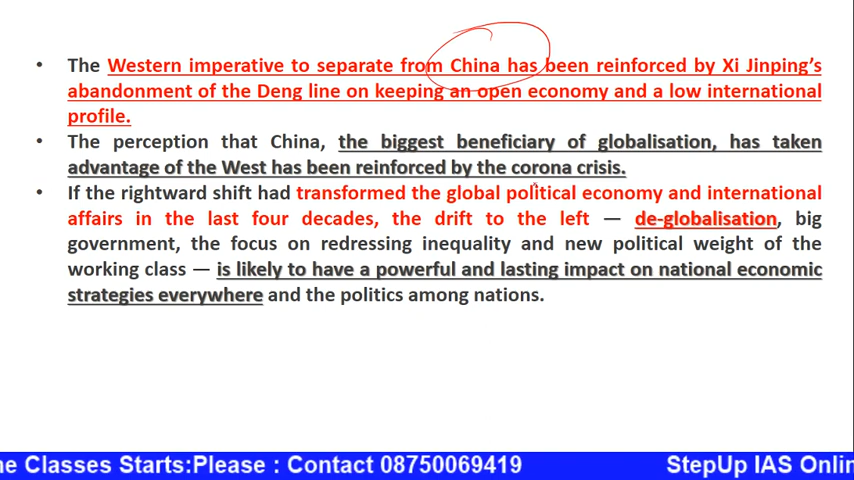 • The Western imperative to separate from China has been reinforced by Xi Jinping's
abandonment of the Deng line on keeping an open economy and a low international
profile.
• The perception that China, the biggest beneficiary of globalisation, has taken
advantage of the West has been reinforced by the corona crisis.
• If the rightward shift had transformed the global political economy and international
affairs in the last four decades, the drift to the left — de-globalisation, big
government, the focus on redressing inequality and new political weight of the
working class — is likely to have a powerful and lasting impact on national economic
strategies everywhere and the politics among nations.
ne Classes Starts:Please : Contact 08750069419 StepUp IAS Onlin